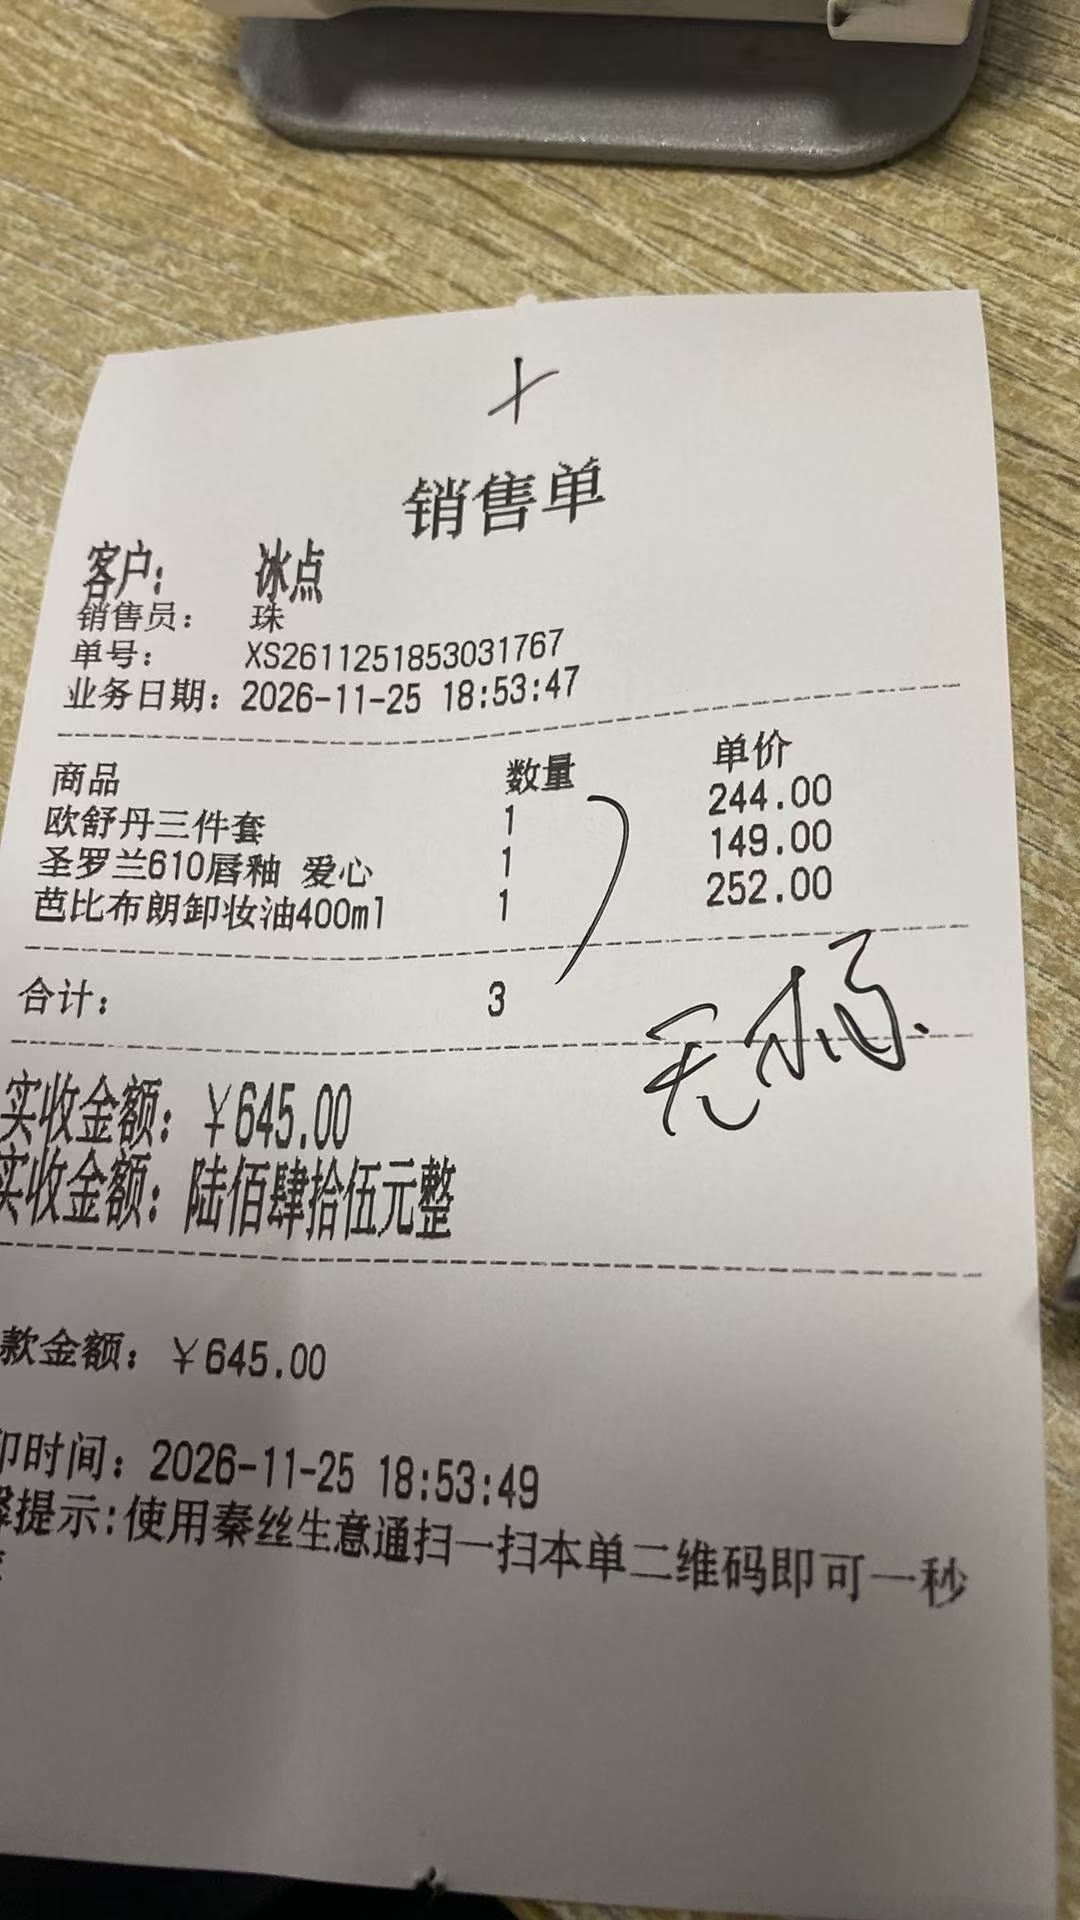 销售单
客户： 冰点
销售员： 珠
单号： XS2611251853031767
业务日期：2026-11-25 18:53:47
商品 数量 单价
欧舒丹三件套 1 244.00
圣罗兰610唇釉 爱心 1 149.00
芭比布朗卸妆油400ml 1 252.00
合计： 3
实收金额：￥645.00
实收金额：陆佰肆拾伍元整
款金额：￥645.00
印时间：2026-11-25 18:53:49
提示:使用秦丝生意通扫一扫本单二维码即可一秒